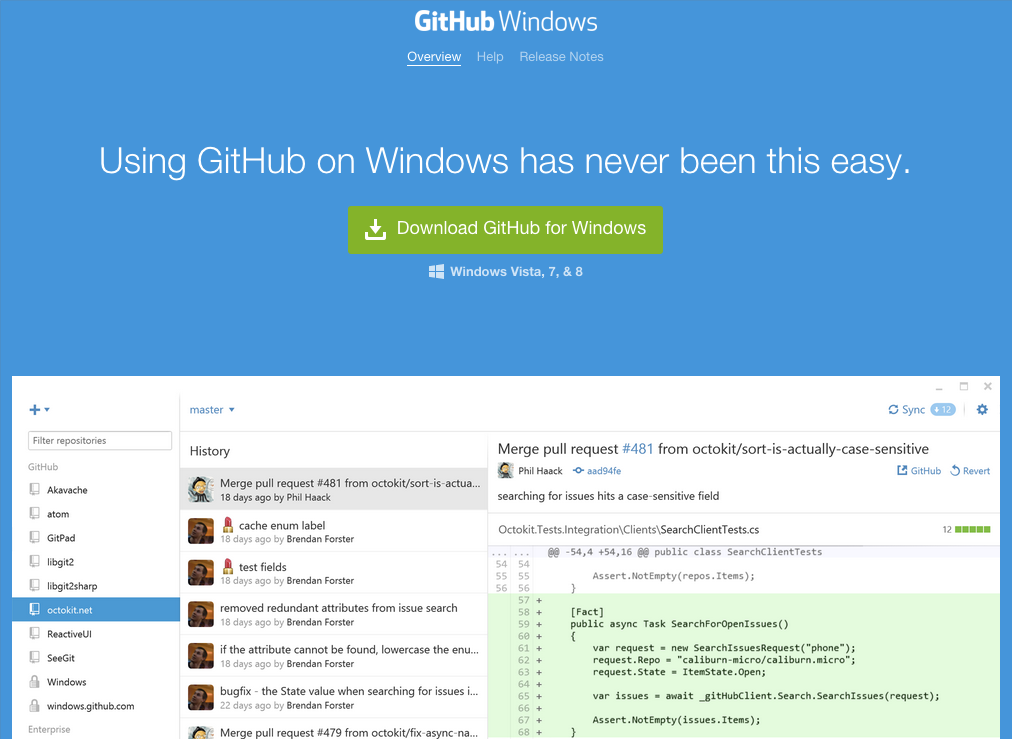 GitHub Windows
Overview Help Release Notes
Using GitHub on Windows has never been this easy.
Download GitHub for Windows
Windows Vista, 7, & 8
master
Sync 12
Filter repositories
GitHub
Akavache
atom
GitPad
libgit2
libgit2sharp
octokit.net
ReactiveUI
SeeGit
Windows
windows.github.com
Enterprise
History
Merge pull request #481 from octokit/sort-is-actua...
18 days ago by Phil Haack
cache enum label
18 days ago by Brendan Forster
test fields
18 days ago by Brendan Forster
removed redundant attributes from issue search
18 days ago by Brendan Forster
if the attribute cannot be found, lowercase the enu...
18 days ago by Brendan Forster
bugfix - the State value when searching for issues i...
22 days ago by Brendan Forster
Merge pull request #479 from octokit/fix-async-na...
Merge pull request #481 from octokit/sort-is-actually-case-sensitive
Phil Haack aad94fe GitHub Revert
searching for issues hits a case-sensitive field
Octokit.Tests.Integration\Clients\SearchClientTests.cs 12
... ... @@ -54,4 +54,16 @@ public class SearchClientTests
54 54
55 55 Assert.NotEmpty(repos.Items);
56 56 }
57 +
58 + [Fact]
59 + public async Task SearchForOpenIssues()
60 + {
61 + var request = new SearchIssuesRequest("phone");
62 + request.Repo = "caliburn-micro/caliburn.micro";
63 + request.State = ItemState.Open;
64 +
65 + var issues = await _gitHubClient.Search.SearchIssues(request);
66 +
67 + Assert.NotEmpty(issues.Items);
68 + }